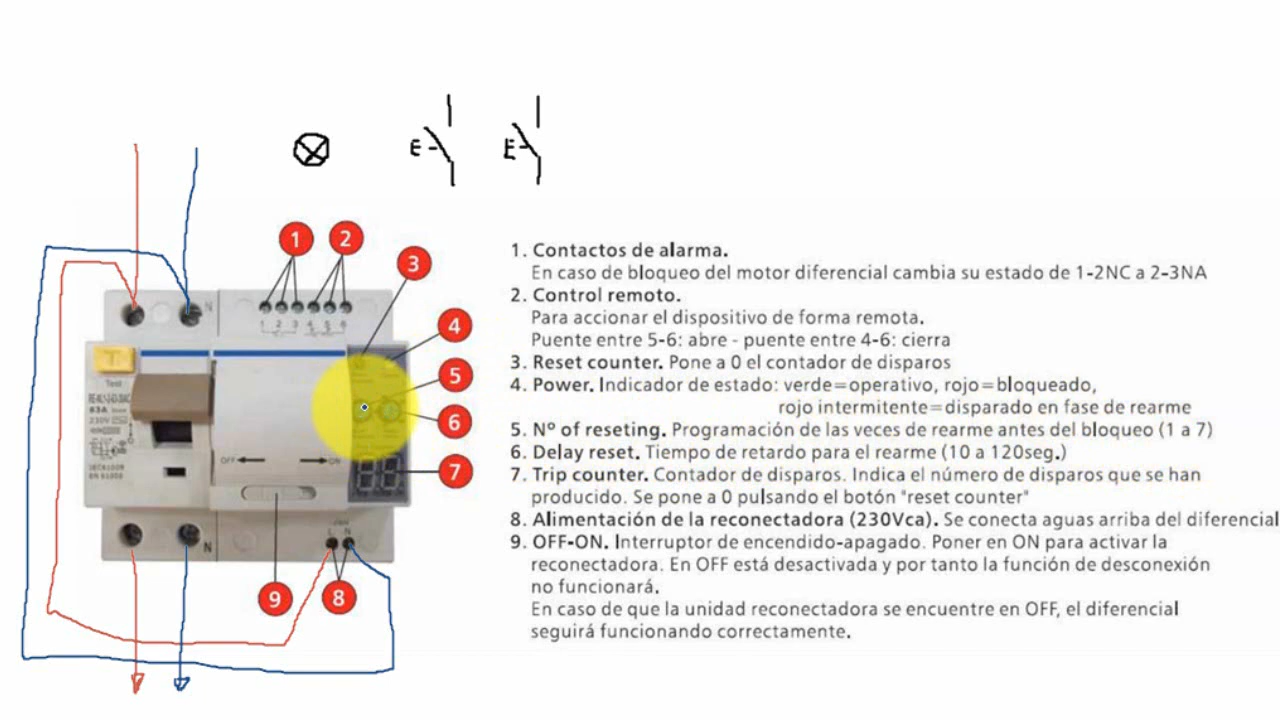 E
E
1
2
3
4
5
6
7
8
9
N
1 2 3 4 5 6
Test
63A
230V
OFF
ON
N
L N
1. Contactos de alarma.
En caso de bloqueo del motor diferencial cambia su estado de 1-2NC a 2-3NA
2. Control remoto.
Para accionar el dispositivo de forma remota.
Puente entre 5-6: abre - puente entre 4-6: cierra
3. Reset counter. Pone a 0 el contador de disparos
4. Power. Indicador de estado: verde=operativo, rojo=bloqueado,
rojo intermitente=disparado en fase de rearme
5. Nº of reseting. Programación de las veces de rearme antes del bloqueo (1 a 7)
6. Delay reset. Tiempo de retardo para el rearme (10 a 120seg.)
7. Trip counter. Contador de disparos. Indica el número de disparos que se han
producido. Se pone a 0 pulsando el botón "reset counter"
8. Alimentación de la reconectadora (230Vca). Se conecta aguas arriba del diferencial
9. OFF-ON. Interruptor de encendido-apagado. Poner en ON para activar la
reconectadora. En OFF está desactivada y por tanto la función de desconexión
no funcionará.
En caso de que la unidad reconectadora se encuentre en OFF, el diferencial
seguirá funcionando correctamente.